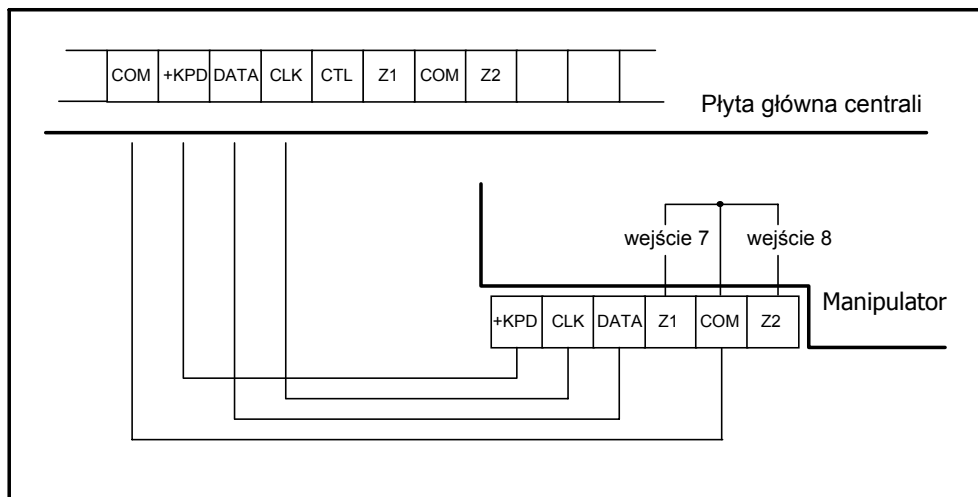 COM +KPD DATA CLK CTL Z1 COM Z2
Płyta główna centrali
wejście 7 wejście 8
Manipulator
+KPD CLK DATA Z1 COM Z2